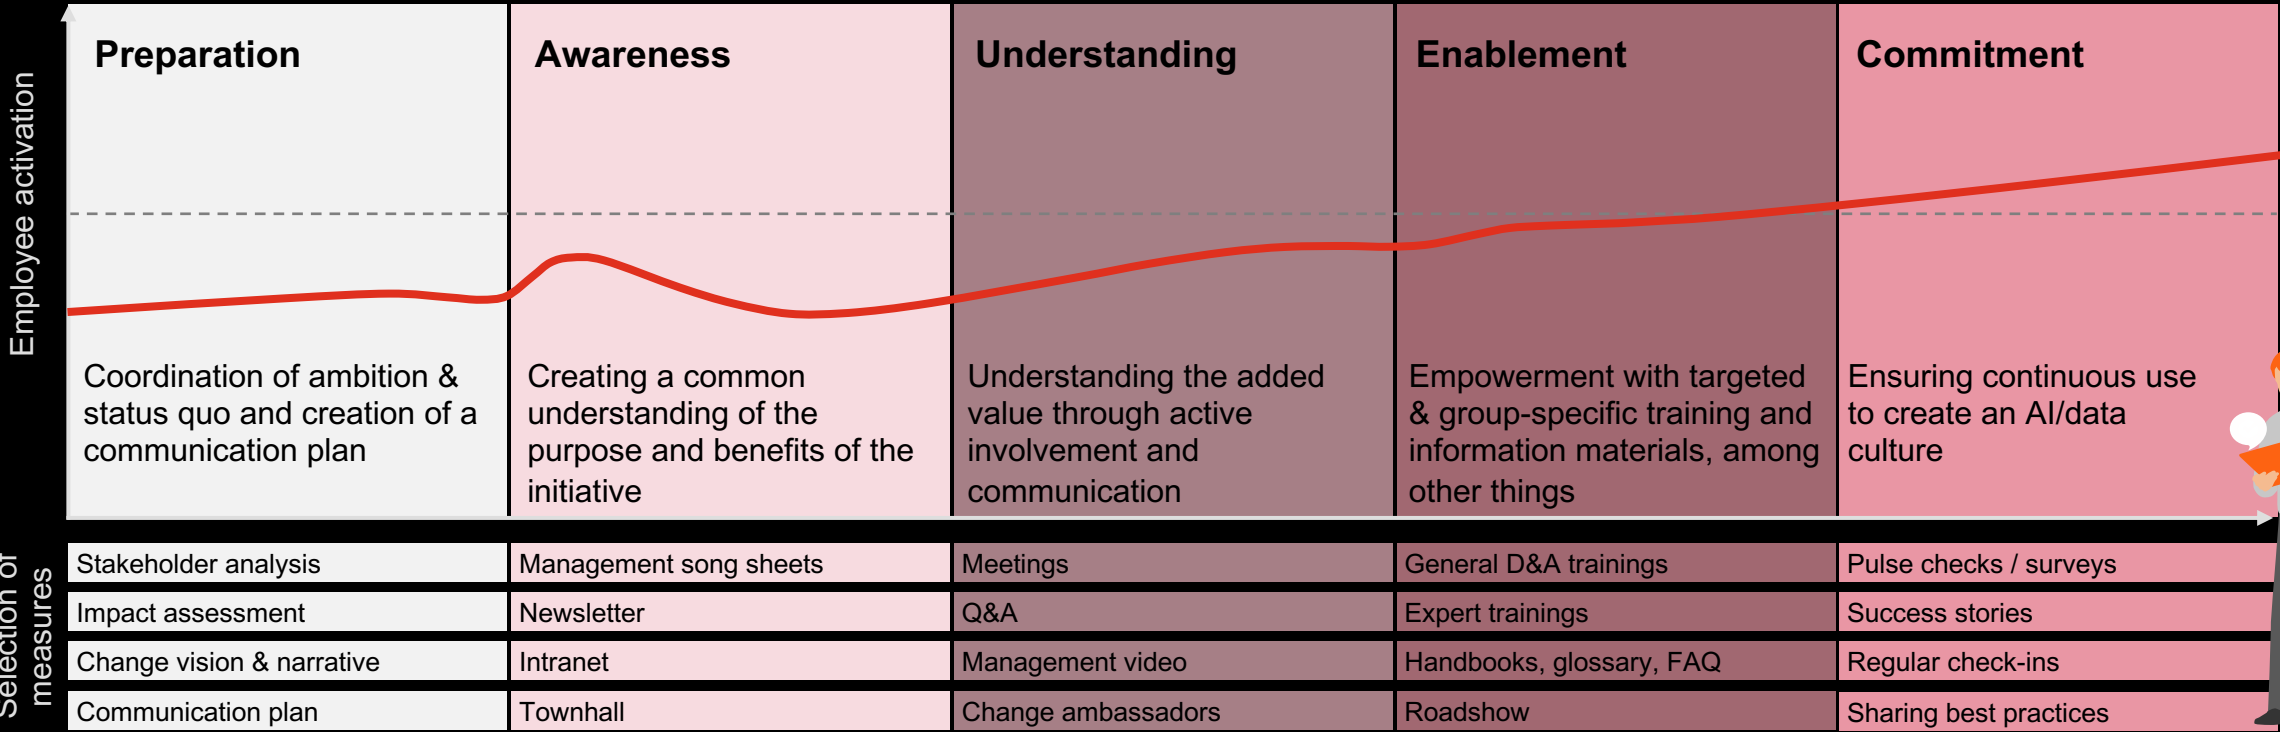 Employee activation
Preparation
Awareness
Understanding
Enablement
Commitment
Coordination of ambition &
status quo and creation of a
communication plan
Creating a common
understanding of the
purpose and benefits of the
initiative
Understanding the added
value through active
involvement and
communication
Empowerment with targeted
& group-specific training and
information materials, among
other things
Ensuring continuous use
to create an AI/data
culture
Selection of
measures
Stakeholder analysis
Management song sheets
Meetings
General D&A trainings
Pulse checks / surveys
Impact assessment
Newsletter
Q&A
Expert trainings
Success stories
Change vision & narrative
Intranet
Management video
Handbooks, glossary, FAQ
Regular check-ins
Communication plan
Townhall
Change ambassadors
Roadshow
Sharing best practices